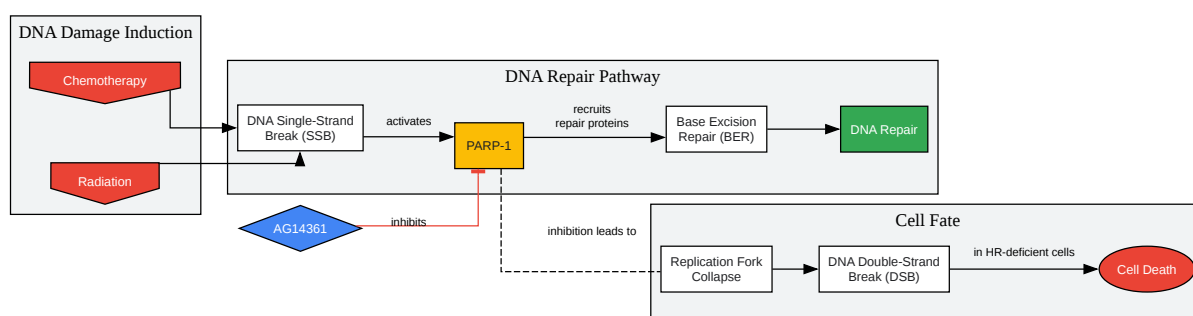 DNA Damage Induction
Chemotherapy
Radiation
DNA Repair Pathway
DNA Single-Strand
Break (SSB)
activates
PARP-1
recruits
repair proteins
Base Excision
Repair (BER)
DNA Repair
AG14361
inhibits
inhibition leads to
Cell Fate
Replication Fork
Collapse
DNA Double-Strand
Break (DSB)
in HR-deficient cells
Cell Death